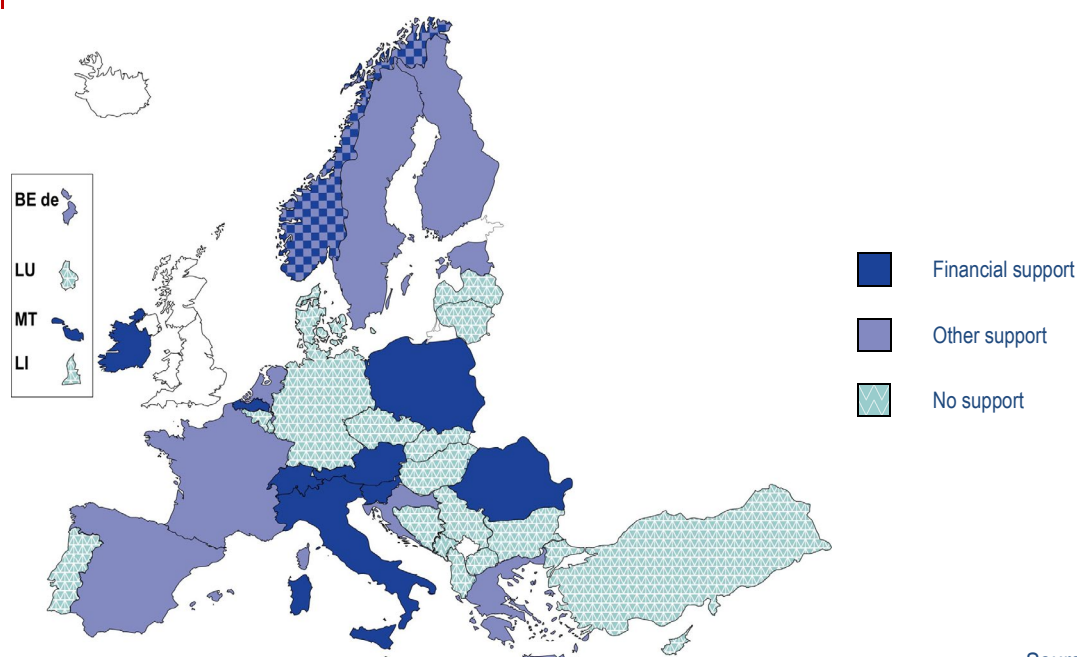 BE de
LU
MT
LI
Financial support
Other support
No support